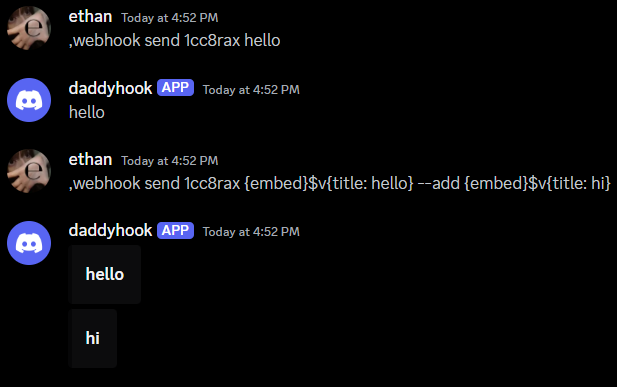 ethan Today at 4:52 PM
,webhook send 1cc8rax hello
daddyhook APP Today at 4:52 PM
hello
ethan Today at 4:52 PM
,webhook send 1cc8rax {embed}$v{title: hello} --add {embed}$v{title: hi}
daddyhook APP Today at 4:52 PM
hello
hi